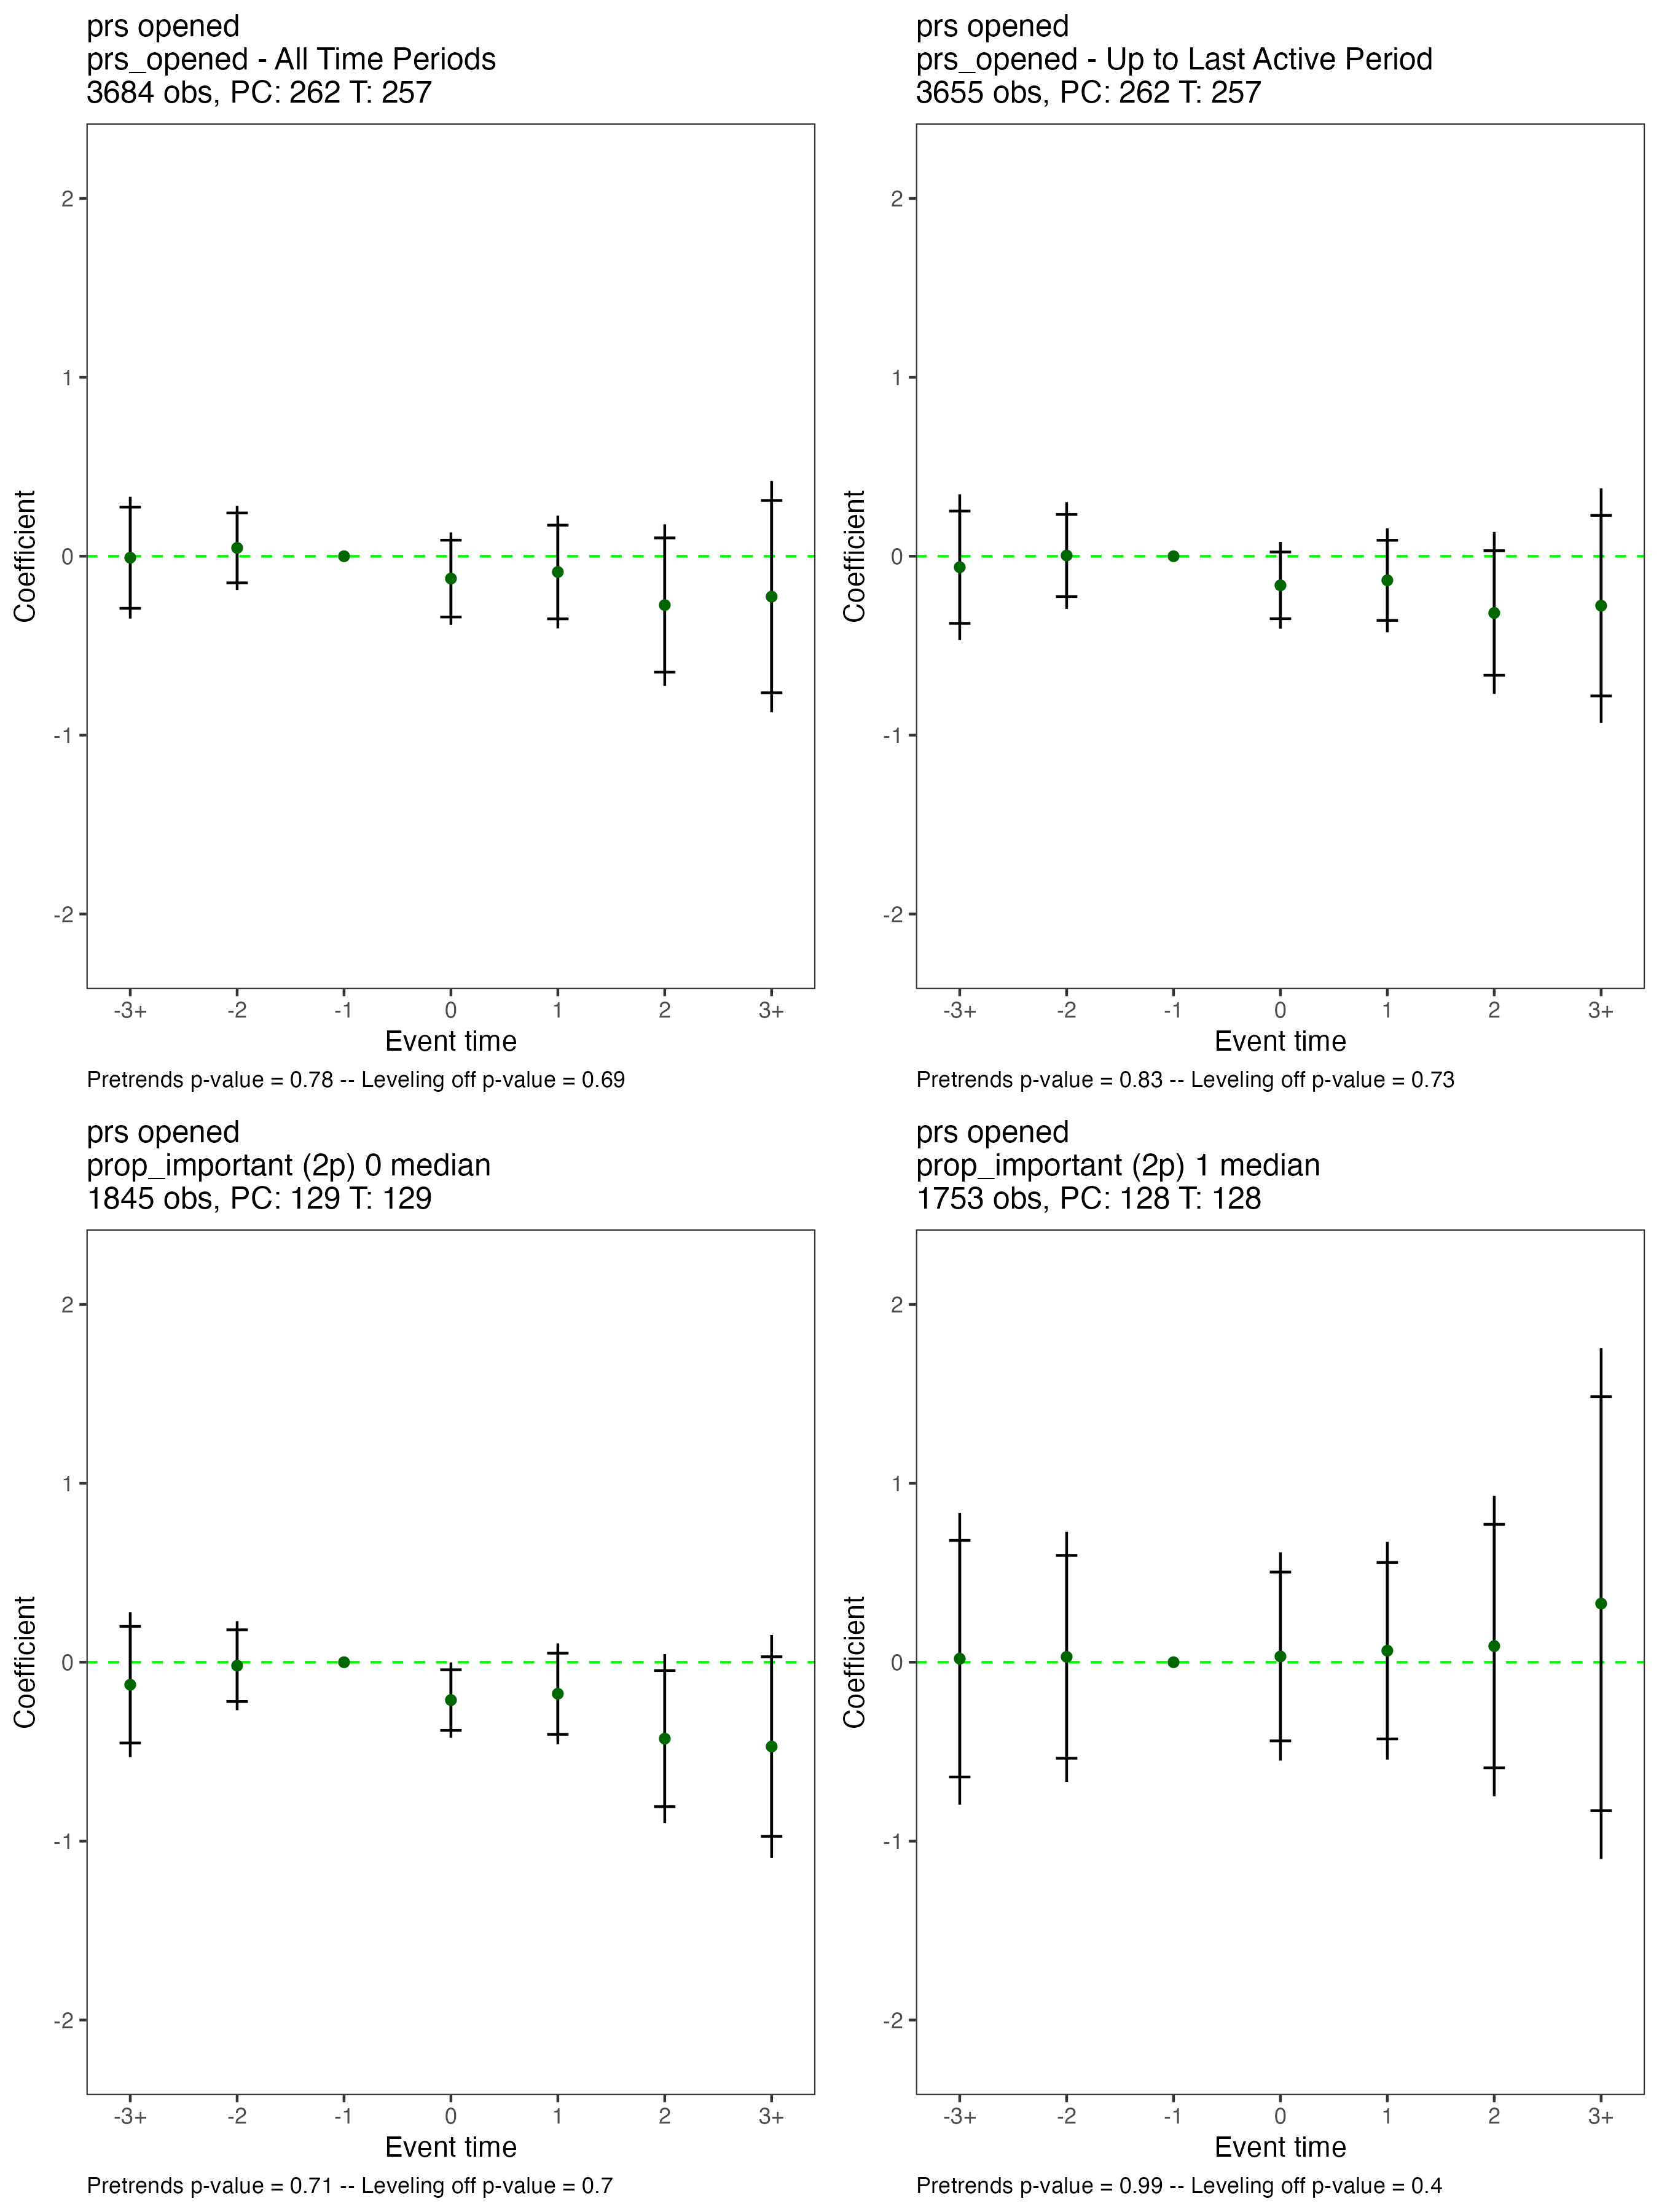 prs opened
prs_opened - All Time Periods
3684 obs, PC: 262 T: 257
2
1
0
-1
-2
Coefficient
-3+ -2 -1 0 1 2 3+
Event time
Pretrends p-value = 0.78 -- Leveling off p-value = 0.69
prs opened
prs_opened - Up to Last Active Period
3655 obs, PC: 262 T: 257
2
1
0
-1
-2
Coefficient
-3+ -2 -1 0 1 2 3+
Event time
Pretrends p-value = 0.83 -- Leveling off p-value = 0.73
prs opened
prop_important (2p) 0 median
1845 obs, PC: 129 T: 129
2
1
0
-1
-2
Coefficient
-3+ -2 -1 0 1 2 3+
Event time
Pretrends p-value = 0.71 -- Leveling off p-value = 0.7
prs opened
prop_important (2p) 1 median
1753 obs, PC: 128 T: 128
2
1
0
-1
-2
Coefficient
-3+ -2 -1 0 1 2 3+
Event time
Pretrends p-value = 0.99 -- Leveling off p-value = 0.4